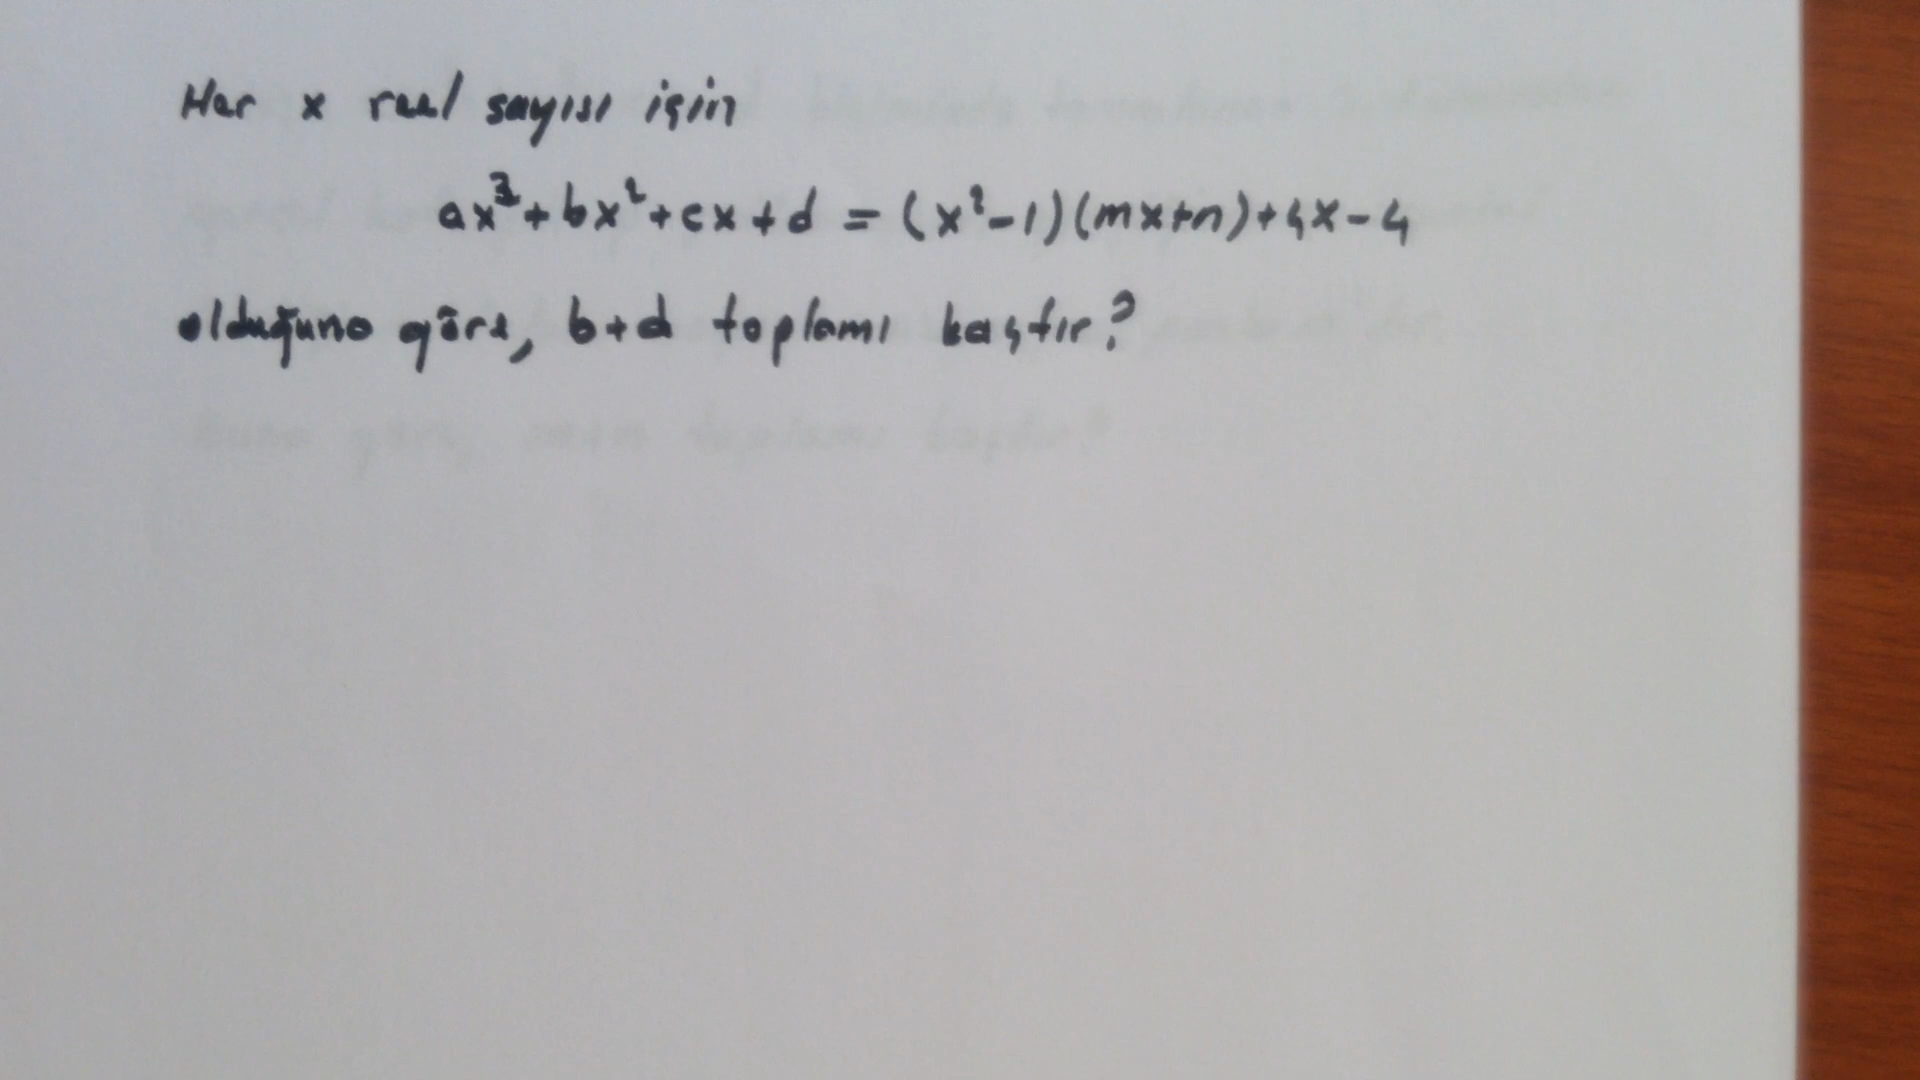 Her x reel sayısı için
ax³+bx²+cx+d = (x²-1)(mx+n)+4x-4
olduğuna göre, b+d toplamı kaçtır?